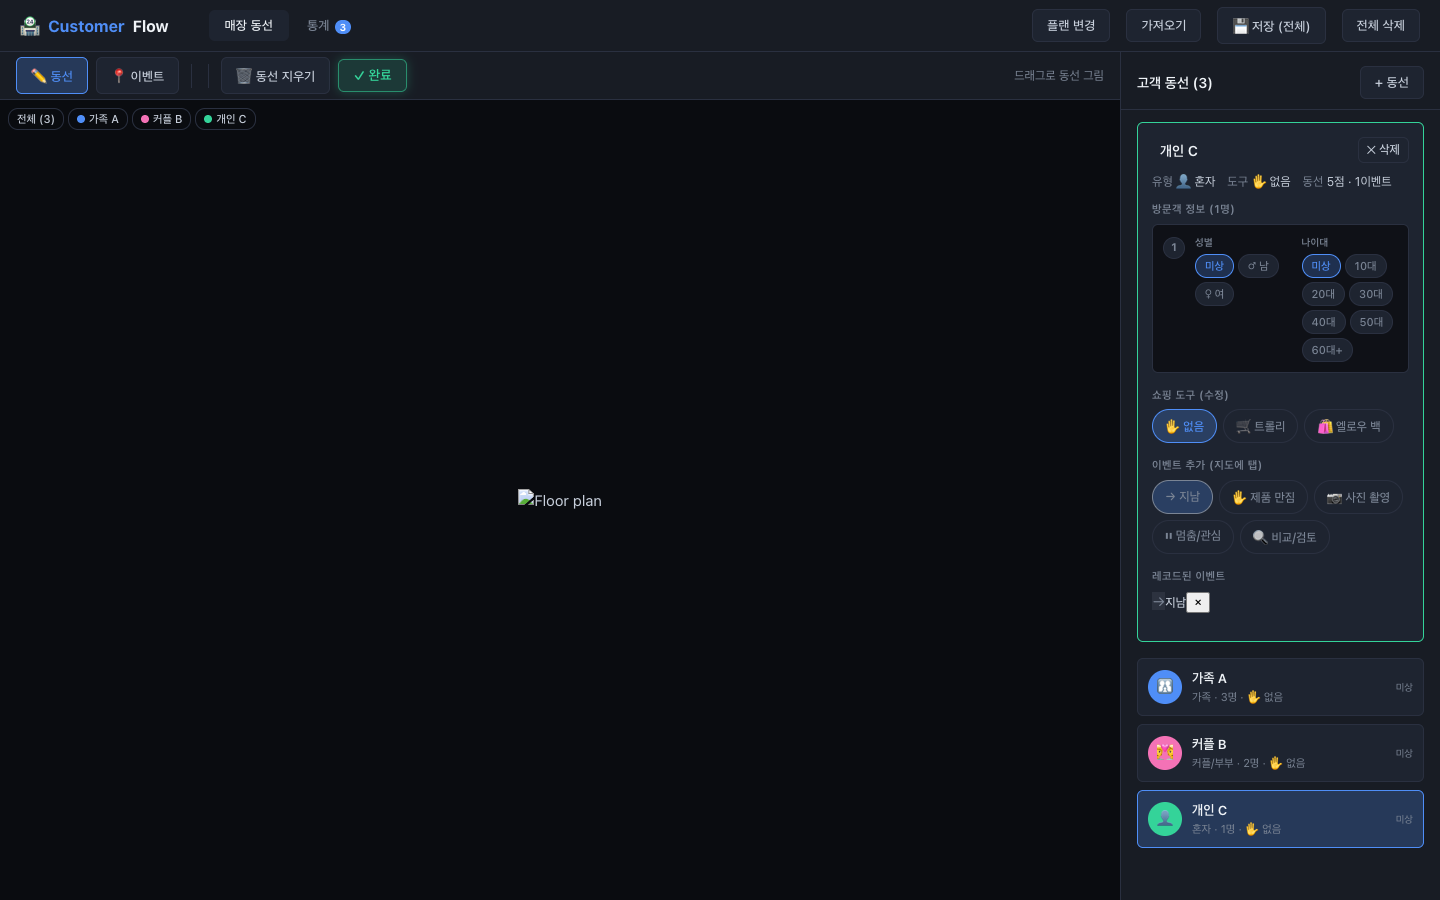 Customer Flow
매장 동선
통계 3
플랜 변경
가져오기
저장 (전체)
전체 삭제
동선
이벤트
동선 지우기
✓ 완료
드래그로 동선 그림
전체 (3)
가족 A
커플 B
개인 C
Floor plan
고객 동선 (3)
+ 동선
개인 C
✕ 삭제
유형 혼자 도구 없음 동선 5점 · 1이벤트
방문객 정보 (1명)
1
성별
미상
♂ 남
♀ 여
나이대
미상
10대
20대
30대
40대
50대
60대+
쇼핑 도구 (수정)
없음
트롤리
옐로우 백
이벤트 추가 (지도에 탭)
→ 지남
제품 만짐
사진 촬영
멈춤/관심
비교/검토
레코드된 이벤트
→지남 ×
가족 A
가족 · 3명 · 없음
미상
커플 B
커플/부부 · 2명 · 없음
미상
개인 C
혼자 · 1명 · 없음
미상